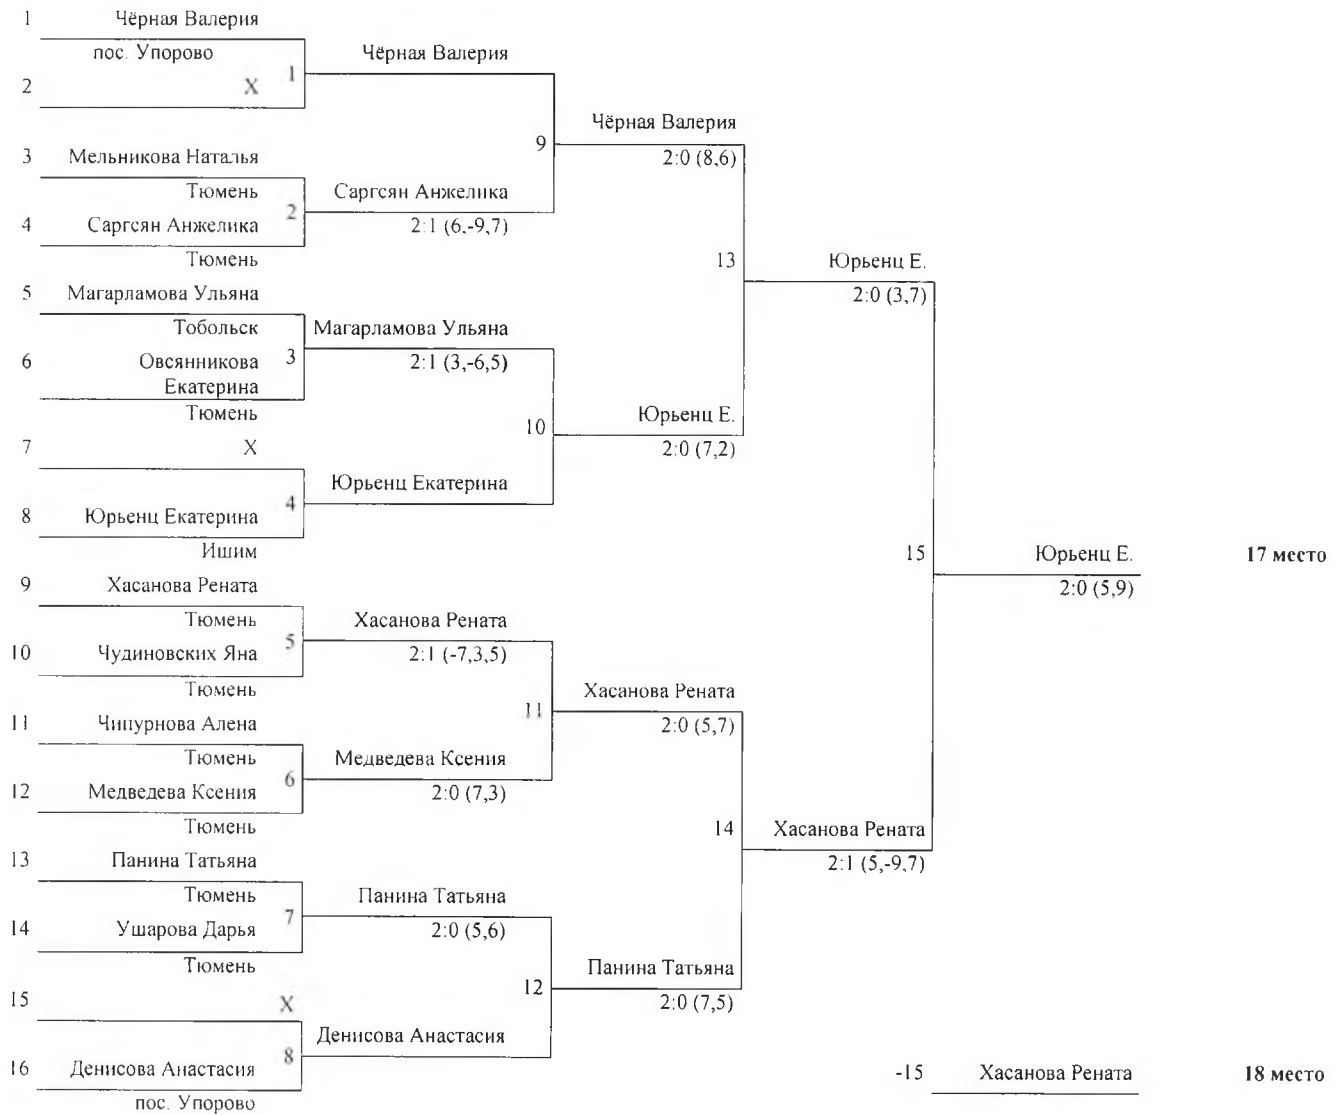 1 Чёрная Валерия
пос. Упорово
Чёрная Валерия
2 X 1
Чёрная Валерия
9
2:0 (8,6)
3 Мельникова Наталья
Тюмень
Саргсян Анжелика
2
4 Саргсян Анжелика
2:1 (6,-9,7)
Тюмень
13
Юрьенц Е.
5 Магарламова Ульяна
2:0 (3,7)
Тобольск
Магарламова Ульяна
6 Овсянникова
3
2:1 (3,-6,5)
Екатерина
Тюмень
Юрьенц Е.
10
7 X
2:0 (7,2)
Юрьенц Екатерина
4
8 Юрьенц Екатерина
Ишим
15
Юрьенц Е.
17 место
9 Хасанова Рената
2:0 (5,9)
Тюмень
Хасанова Рената
5
10 Чудиновских Яна
2:1 (-7,3,5)
Тюмень
Хасанова Рената
11
11 Чипурнова Алена
2:0 (5,7)
Тюмень
Медведева Ксения
6
12 Медведева Ксения
2:0 (7,3)
Тюмень
14
Хасанова Рената
13 Панина Татьяна
2:1 (5,-9,7)
Тюмень
Панина Татьяна
7
14 Ушарова Дарья
2:0 (5,6)
Тюмень
Панина Татьяна
12
15 X
2:0 (7,5)
Денисова Анастасия
8
16 Денисова Анастасия
-15 Хасанова Рената
18 место
пос. Упорово